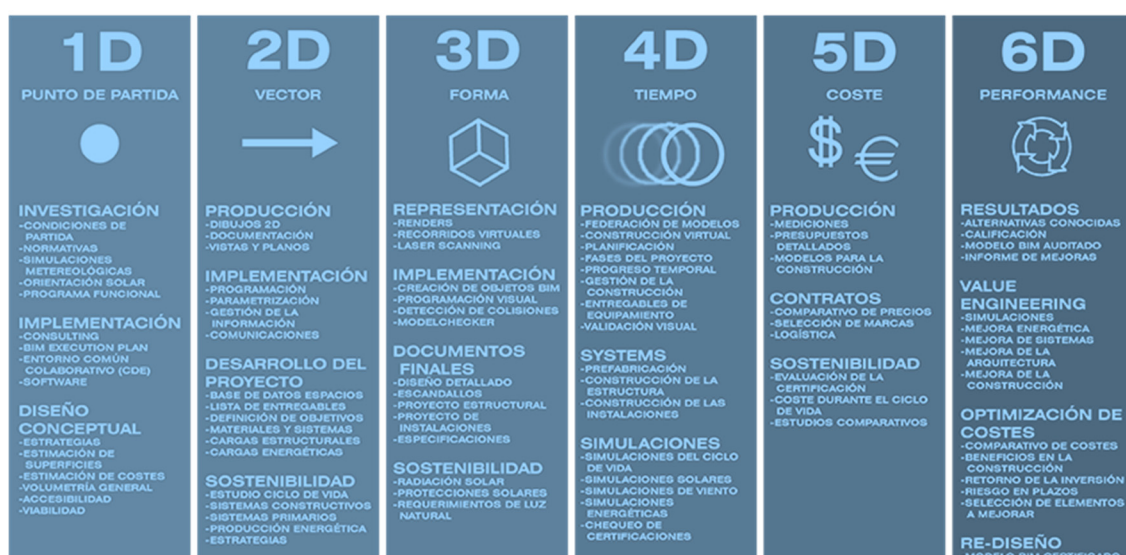 1D
PUNTO DE PARTIDA
INVESTIGACIÓN
-CONDICIONES DE
PARTIDA
-NORMATIVAS
-SIMULACIONES
METEREOLÓGICAS
-ORIENTACIÓN SOLAR
-PROGRAMA FUNCIONAL
IMPLEMENTACIÓN
-CONSULTING
-BIM EXECUTION PLAN
-ENTORNO COMÚN
COLABORATIVO (CDE)
-SOFTWARE
DISEÑO
CONCEPTUAL
-ESTRATEGIAS
-ESTIMACIÓN DE
SUPERFICIES
-ESTIMACIÓN DE COSTES
-VOLUMETRÍA GENERAL
-ACCESIBILIDAD
-VIABILIDAD
2D
VECTOR
PRODUCCIÓN
-DIBUJOS 2D
-DOCUMENTACIÓN
-VISTAS Y PLANOS
IMPLEMENTACIÓN
-PROGRAMACIÓN
-PARAMETRIZACIÓN
-GESTIÓN DE LA
INFORMACIÓN
-COMUNICACIONES
DESARROLLO DEL
PROYECTO
-BASE DE DATOS ESPACIOS
-LISTA DE ENTREGABLES
-DEFINICIÓN DE OBJETIVOS
-MATERIALES Y SISTEMAS
-CARGAS ESTRUCTURALES
-CARGAS ENERGÉTICAS
SOSTENIBILIDAD
-ESTUDIO CICLO DE VIDA
-SISTEMAS CONSTRUCTIVOS
-SISTEMAS PRIMARIOS
-PRODUCCIÓN ENERGÉTICA
-ESTRATEGIAS
3D
FORMA
REPRESENTACIÓN
-RENDERS
-RECORRIDOS VIRTUALES
-LASER SCANNING
IMPLEMENTACIÓN
-CREACIÓN DE OBJETOS BIM
-PROGRAMACIÓN VISUAL
-DETECCIÓN DE COLISIONES
-MODELCHECKER
DOCUMENTOS
FINALES
-DISEÑO DETALLADO
-ESCANDALLOS
-PROYECTO ESTRUCTURAL
-PROYECTO DE
INSTALACIONES
-ESPECIFICACIONES
SOSTENIBILIDAD
-RADIACIÓN SOLAR
-PROTECCIONES SOLARES
-REQUERIMIENTOS DE LUZ
NATURAL
4D
TIEMPO
PRODUCCIÓN
-FEDERACIÓN DE MODELOS
-CONSTRUCCIÓN VIRTUAL
-PLANIFICACIÓN
-FASES DEL PROYECTO
-PROGRESO TEMPORAL
-GESTIÓN DE LA
CONSTRUCCIÓN
-ENTREGABLES DE
EQUIPAMIENTO
-VALIDACIÓN VISUAL
SYSTEMS
-PREFABRICACIÓN
-CONSTRUCCIÓN DE LA
ESTRUCTURA
-CONSTRUCCIÓN DE LAS
INSTALACIONES
SIMULACIONES
-SIMULACIONES DEL CICLO
DE VIDA
-SIMULACIONES SOLARES
-SIMULACIONES DE VIENTO
-SIMULACIONES
ENERGÉTICAS
-CHEQUEO DE
CERTIFICACIONES
5D
COSTE
$ €
PRODUCCIÓN
-MEDICIONES
-PRESUPUESTOS
DETALLADOS
-MODELOS PARA LA
CONSTRUCCIÓN
CONTRATOS
-COMPARATIVO DE PRECIOS
-SELECCIÓN DE MARCAS
-LOGÍSTICA
SOSTENIBILIDAD
-EVALUACIÓN DE LA
CERTIFICACIÓN
-COSTE DURANTE EL CICLO
DE VIDA
-ESTUDIOS COMPARATIVOS
6D
PERFORMANCE
RESULTADOS
-ALTERNATIVAS CONOCIDAS
-CALIFICACIÓN
-MODELO BIM AUDITADO
-INFORME DE MEJORAS
VALUE
ENGINEERING
-SIMULACIONES
-MEJORA ENERGÉTICA
-MEJORA DE SISTEMAS
-MEJORA DE LA
ARQUITECTURA
-MEJORA DE LA
CONSTRUCCIÓN
OPTIMIZACIÓN DE
COSTES
-COMPARATIVO DE COSTES
-BENEFICIOS EN LA
CONSTRUCCIÓN
-RETORNO DE LA INVERSIÓN
-RIESGO EN PLAZOS
-SELECCIÓN DE ELEMENTOS
A MEJORAR
RE-DISEÑO